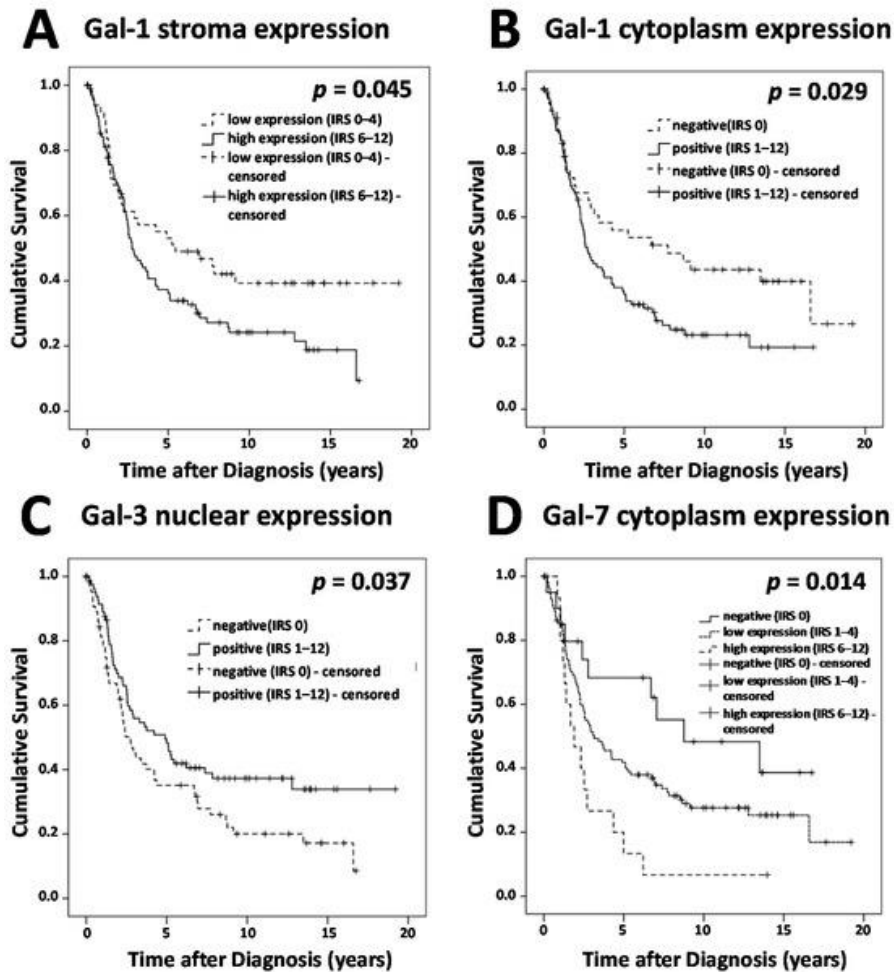 A Gal-1 stroma expression
p = 0.045
low expression (IRS 0–4)
high expression (IRS 6–12)
low expression (IRS 0–4) -
censored
high expression (IRS 6–12) -
censored
Cumulative Survival
1.0
0.8
0.6
0.4
0.2
0.0
0 5 10 15 20
Time after Diagnosis (years)
B Gal-1 cytoplasm expression
p = 0.029
negative(IRS 0)
positive (IRS 1–12)
negative (IRS 0) - censored
positive (IRS 1–12) - censored
Cumulative Survival
1.0
0.8
0.6
0.4
0.2
0.0
0 5 10 15 20
Time after Diagnosis (years)
C Gal-3 nuclear expression
p = 0.037
negative(IRS 0)
positive (IRS 1–12)
negative (IRS 0) - censored
positive (IRS 1–12) - censored
Cumulative Survival
1.0
0.8
0.6
0.4
0.2
0.0
0 5 10 15 20
Time after Diagnosis (years)
D Gal-7 cytoplasm expression
p = 0.014
negative (IRS 0)
low expression (IRS 1–4)
high expression (IRS 6–12)
negative (IRS 0) - censored
low expression (IRS 1–4) -
censored
high expression (IRS 6–12) -
censored
Cumulative Survival
1.0
0.8
0.6
0.4
0.2
0.0
0 5 10 15 20
Time after Diagnosis (years)